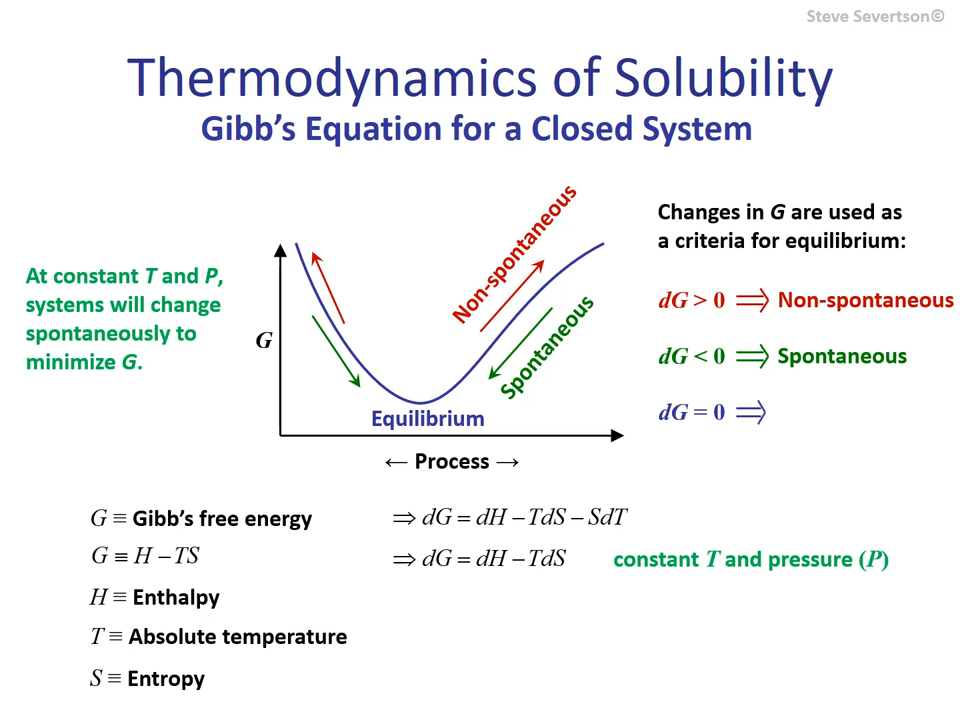 Steve Severtson©
Thermodynamics of Solubility
Gibb's Equation for a Closed System
At constant T and P,
systems will change
spontaneously to
minimize G.
G
Non-spontaneous
Spontaneous
Equilibrium
← Process →
Changes in G are used as
a criteria for equilibrium:
dG > 0 ⇒ Non-spontaneous
dG < 0 ⇒ Spontaneous
dG = 0 ⇒
G ≡ Gibb's free energy
G ≡ H − TS
H ≡ Enthalpy
T ≡ Absolute temperature
S ≡ Entropy
⇒ dG = dH − TdS − SdT
⇒ dG = dH − TdS
constant T and pressure (P)